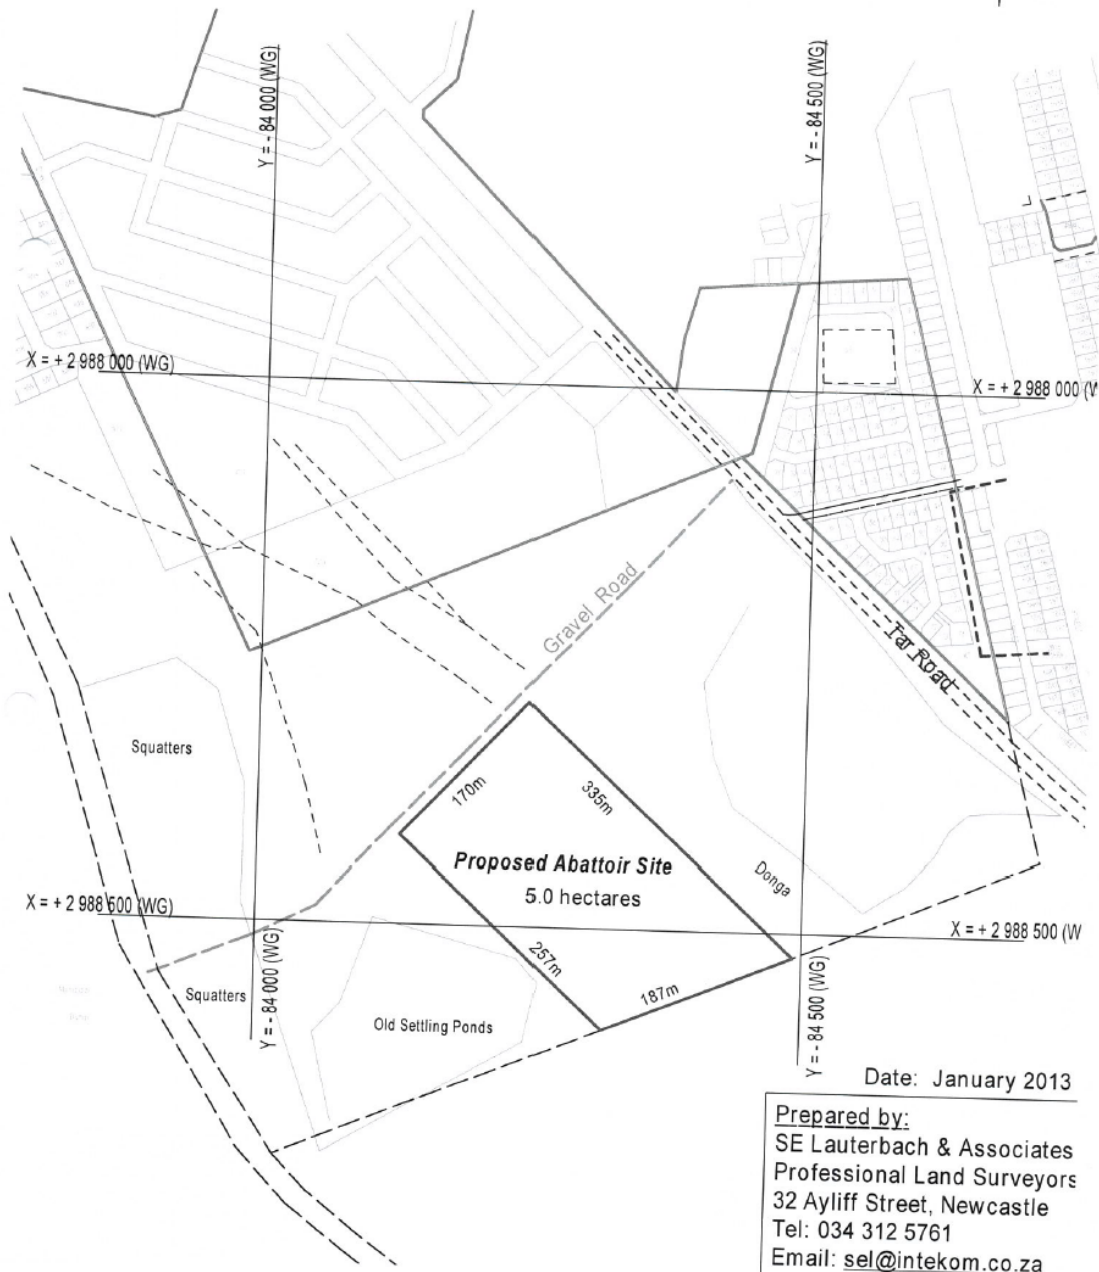 Y = - 84 000 (WG)
Y = - 84 500 (WG)
X = + 2 988 000 (WG)
X = + 2 988 000 (W
Gravel Road
Tar Road
Squatters
170m
335m
Proposed Abattoir Site
5.0 hectares
Donga
X = + 2 988 500 (WG)
X = + 2 988 500 (W
257m
187m
Squatters
Old Settling Ponds
Y = - 84 000 (WG)
Y = - 84 500 (WG)
Date: January 2013
Prepared by:
SE Lauterbach & Associates
Professional Land Surveyors
32 Ayliff Street, Newcastle
Tel: 034 312 5761
Email: sel@intekom.co.za